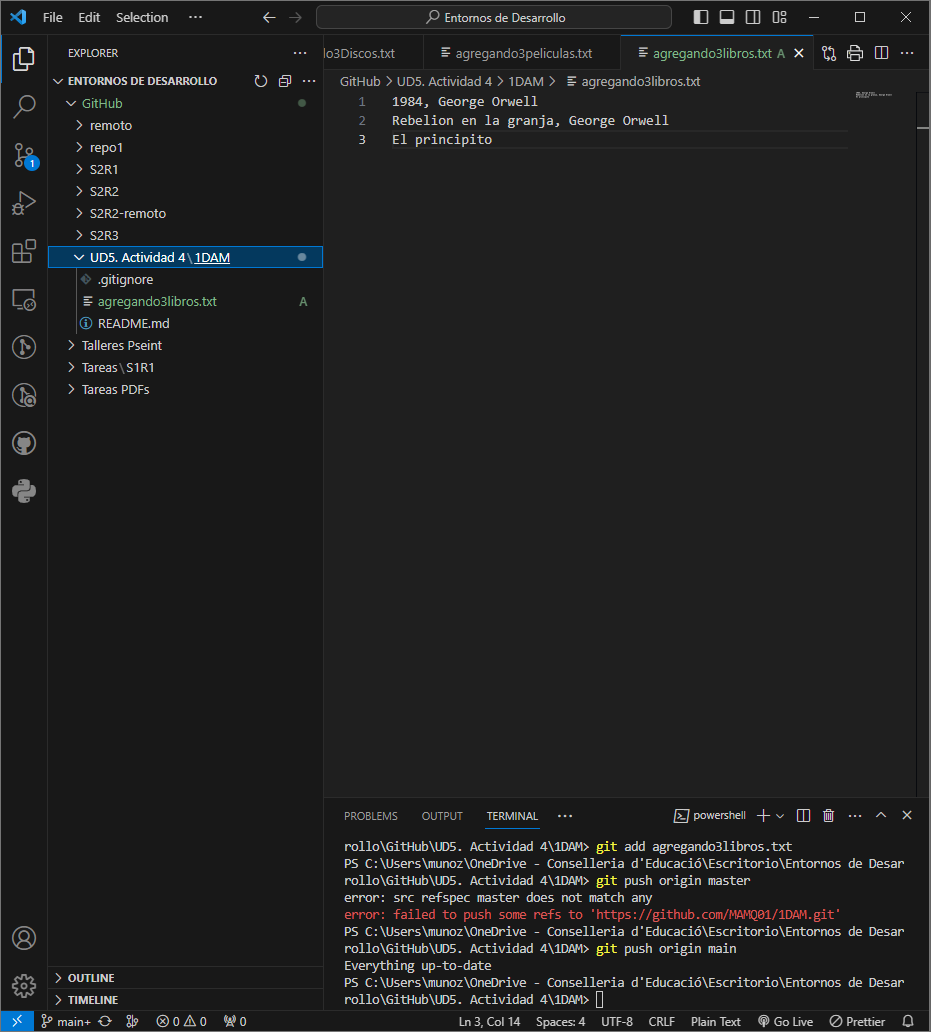 File Edit Selection ··· Entornos de Desarrollo
EXPLORER ···
ENTORNOS DE DESARROLLO ···
GitHub
remoto
repo1
S2R1
S2R2
S2R2-remoto
S2R3
UD5. Actividad 4\1DAM
.gitignore
agregando3libros.txt A
README.md
Talleres Pseint
Tareas\S1R1
Tareas PDFs
OUTLINE
TIMELINE
do3Discos.txt agregando3peliculas.txt agregando3libros.txt A ···
GitHub > UD5. Actividad 4 > 1DAM > agregando3libros.txt
1 1984, George Orwell
2 Rebelion en la granja, George Orwell
3 El principito
PROBLEMS OUTPUT TERMINAL ··· powershell ···
rollo\GitHub\UD5. Actividad 4\1DAM> git add agregando3libros.txt
PS C:\Users\munoz\OneDrive - Conselleria d'Educació\Escritorio\Entornos de Desar
rollo\GitHub\UD5. Actividad 4\1DAM> git push origin master
error: src refspec master does not match any
error: failed to push some refs to 'https://github.com/MAMQ01/1DAM.git'
PS C:\Users\munoz\OneDrive - Conselleria d'Educació\Escritorio\Entornos de Desar
rollo\GitHub\UD5. Actividad 4\1DAM> git push origin main
Everything up-to-date
PS C:\Users\munoz\OneDrive - Conselleria d'Educació\Escritorio\Entornos de Desar
rollo\GitHub\UD5. Actividad 4\1DAM>
1
main+ 0 0 0 Ln 3, Col 14 Spaces: 4 UTF-8 CRLF Plain Text Go Live Prettier